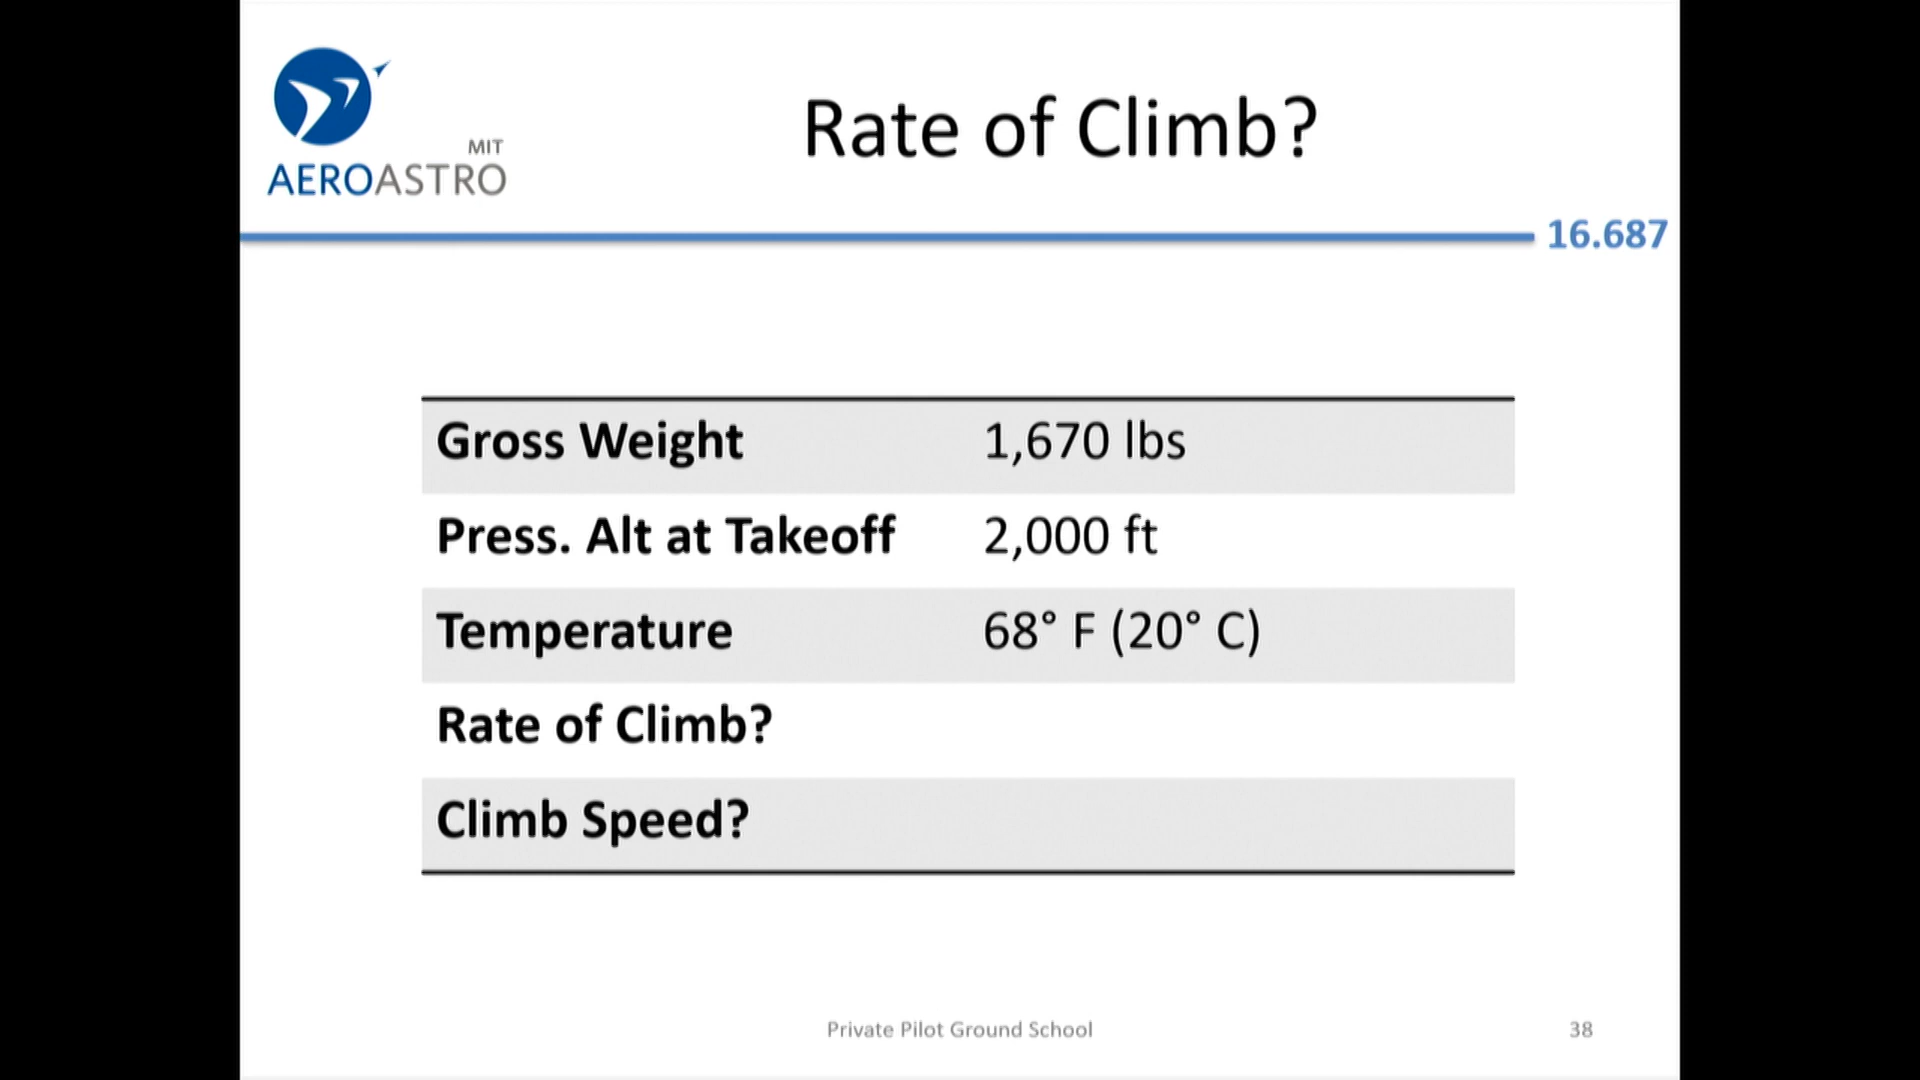 MIT
AEROASTRO
Rate of Climb?
16.687
Gross Weight 1,670 lbs
Press. Alt at Takeoff 2,000 ft
Temperature 68° F (20° C)
Rate of Climb?
Climb Speed?
Private Pilot Ground School 38